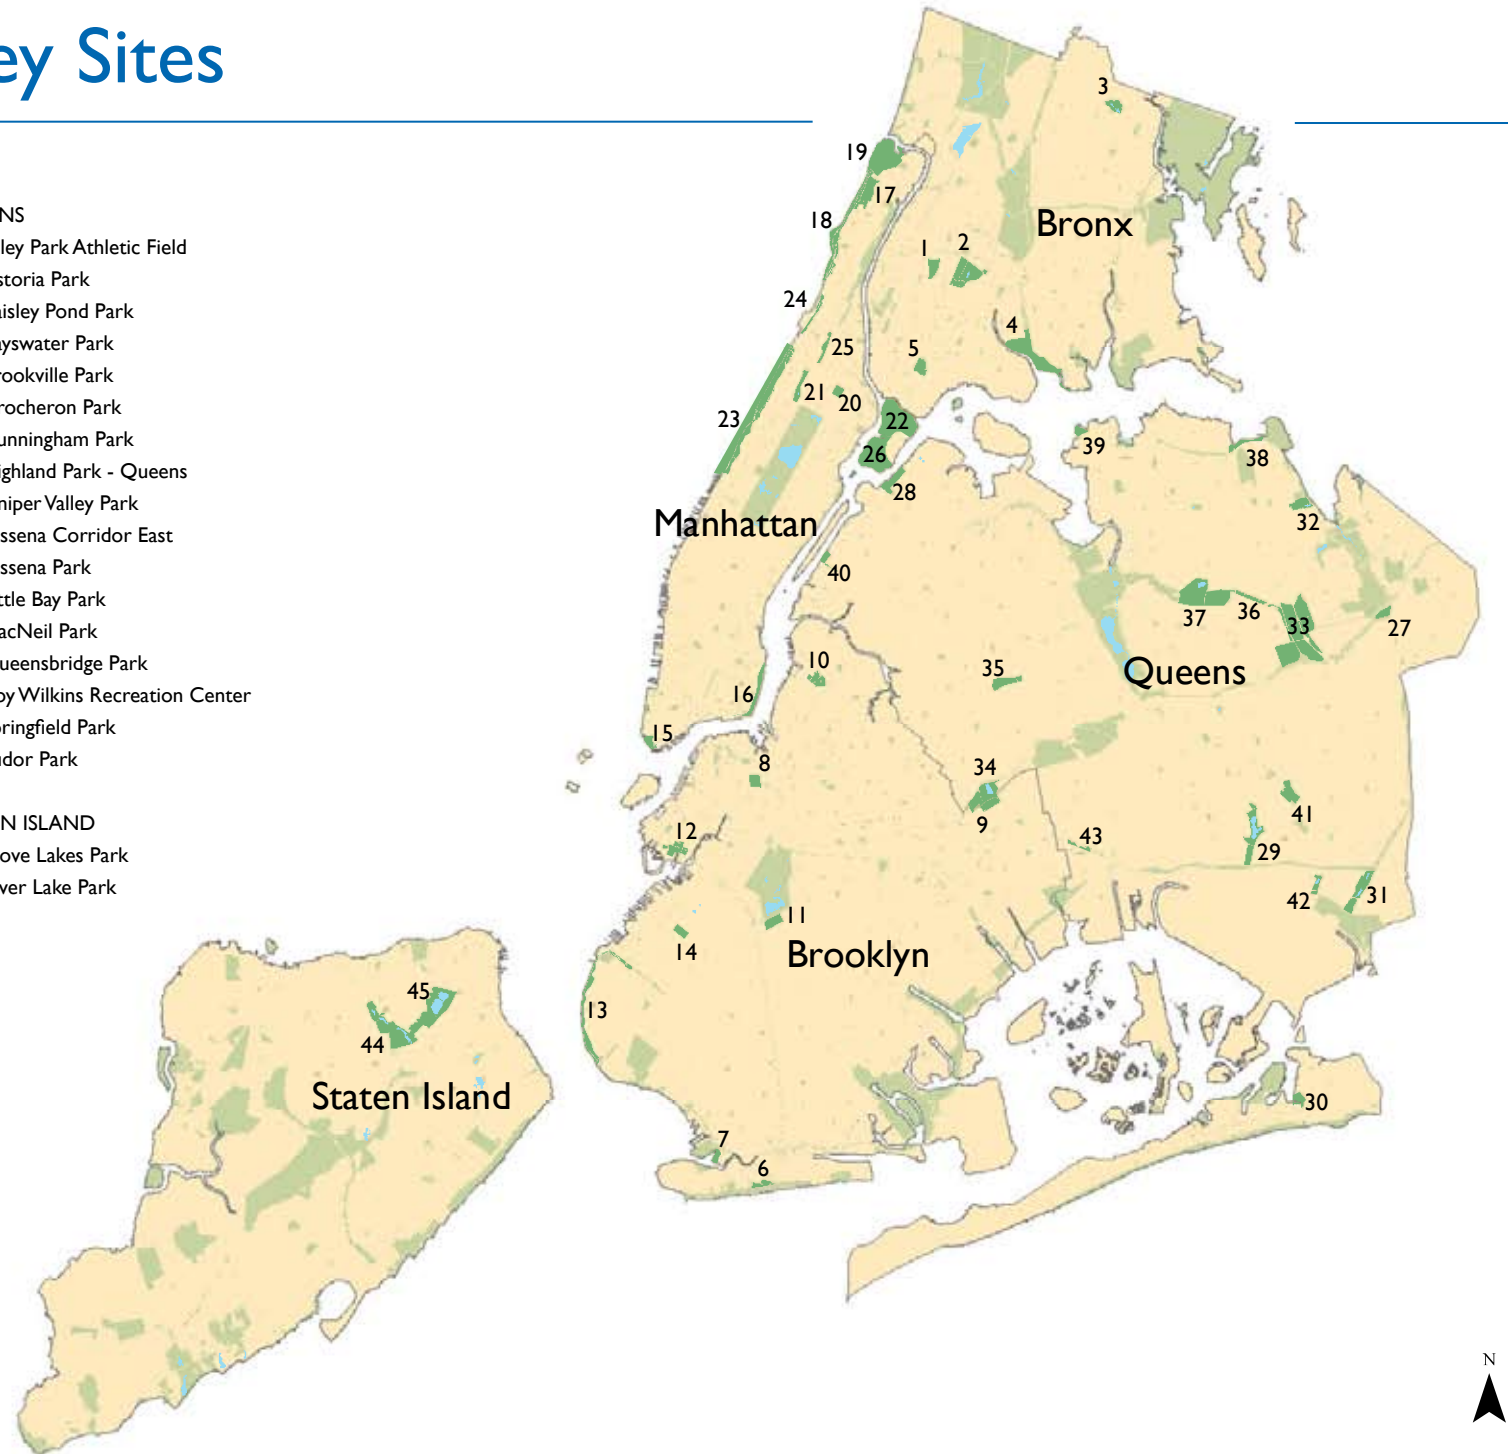 ey Sites
NS
ley Park Athletic Field
storia Park
aisley Pond Park
ayswater Park
rookville Park
rocheron Park
unningham Park
ighland Park - Queens
niper Valley Park
ssena Corridor East
ssena Park
ttle Bay Park
acNeil Park
ueensbridge Park
oy Wilkins Recreation Center
pringfield Park
udor Park
N ISLAND
ove Lakes Park
ver Lake Park
3
19
17
18
Bronx
1
2
24
4
25
5
21
20
23
22
39
26
38
28
32
Manhattan
40
37
36
33
27
10
35
Queens
16
15
8
34
41
9
12
43
29
42
31
11
14
Brooklyn
45
13
44
Staten Island
30
7
6
N